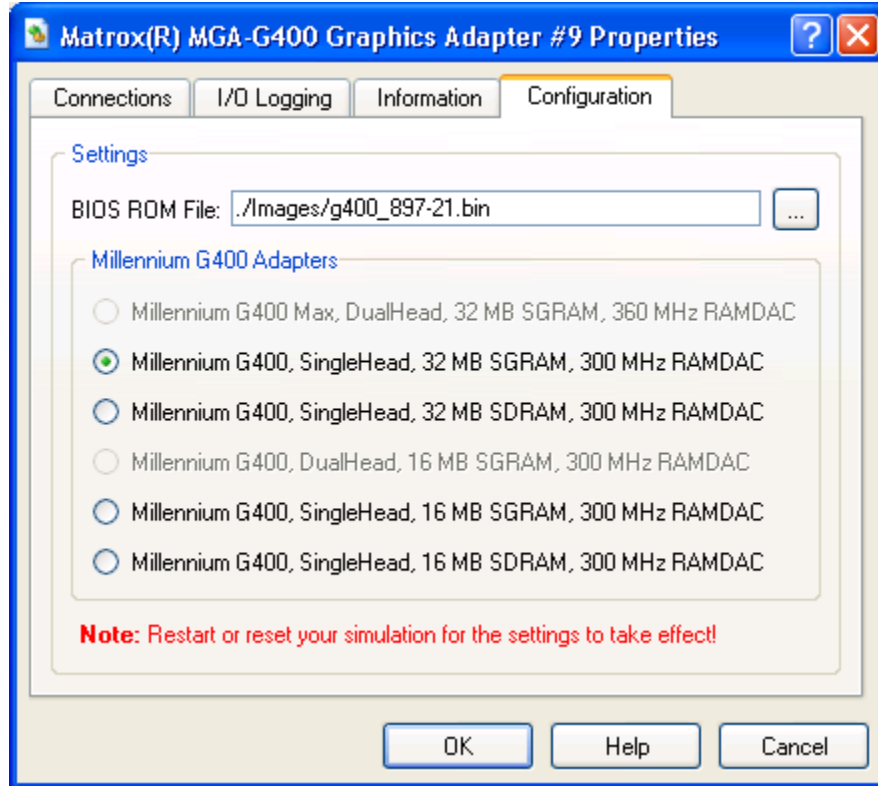 Matrox(R) MGA-G400 Graphics Adapter #9 Properties
Connections I/O Logging Information Configuration
Settings
BIOS ROM File: ./Images/g400_897-21.bin ...
Millennium G400 Adapters
Millennium G400 Max, DualHead, 32 MB SGRAM, 360 MHz RAMDAC
Millennium G400, SingleHead, 32 MB SGRAM, 300 MHz RAMDAC
Millennium G400, SingleHead, 32 MB SDRAM, 300 MHz RAMDAC
Millennium G400, DualHead, 16 MB SGRAM, 300 MHz RAMDAC
Millennium G400, SingleHead, 16 MB SGRAM, 300 MHz RAMDAC
Millennium G400, SingleHead, 16 MB SDRAM, 300 MHz RAMDAC
Note: Restart or reset your simulation for the settings to take effect!
OK Help Cancel